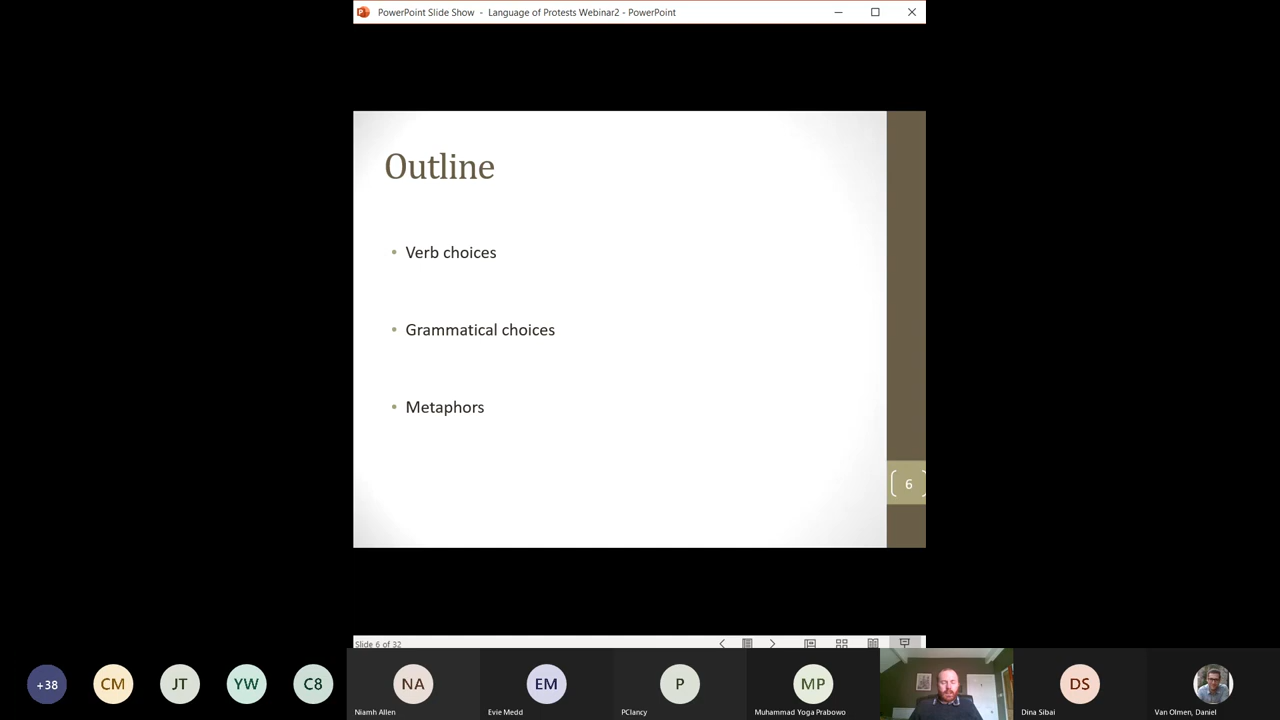 PowerPoint Slide Show - Language of Protests Webinar2 - PowerPoint
Outline
• Verb choices
• Grammatical choices
• Metaphors
6
Slide 6 of 32
+38
CM
JT
YW
C8
NA
EM
P
MP
DS
Niamh Allen
Evie Medd
PClancy
Muhammad Yoga Prabowo
Dina Sibai
Van Olmen, Daniel